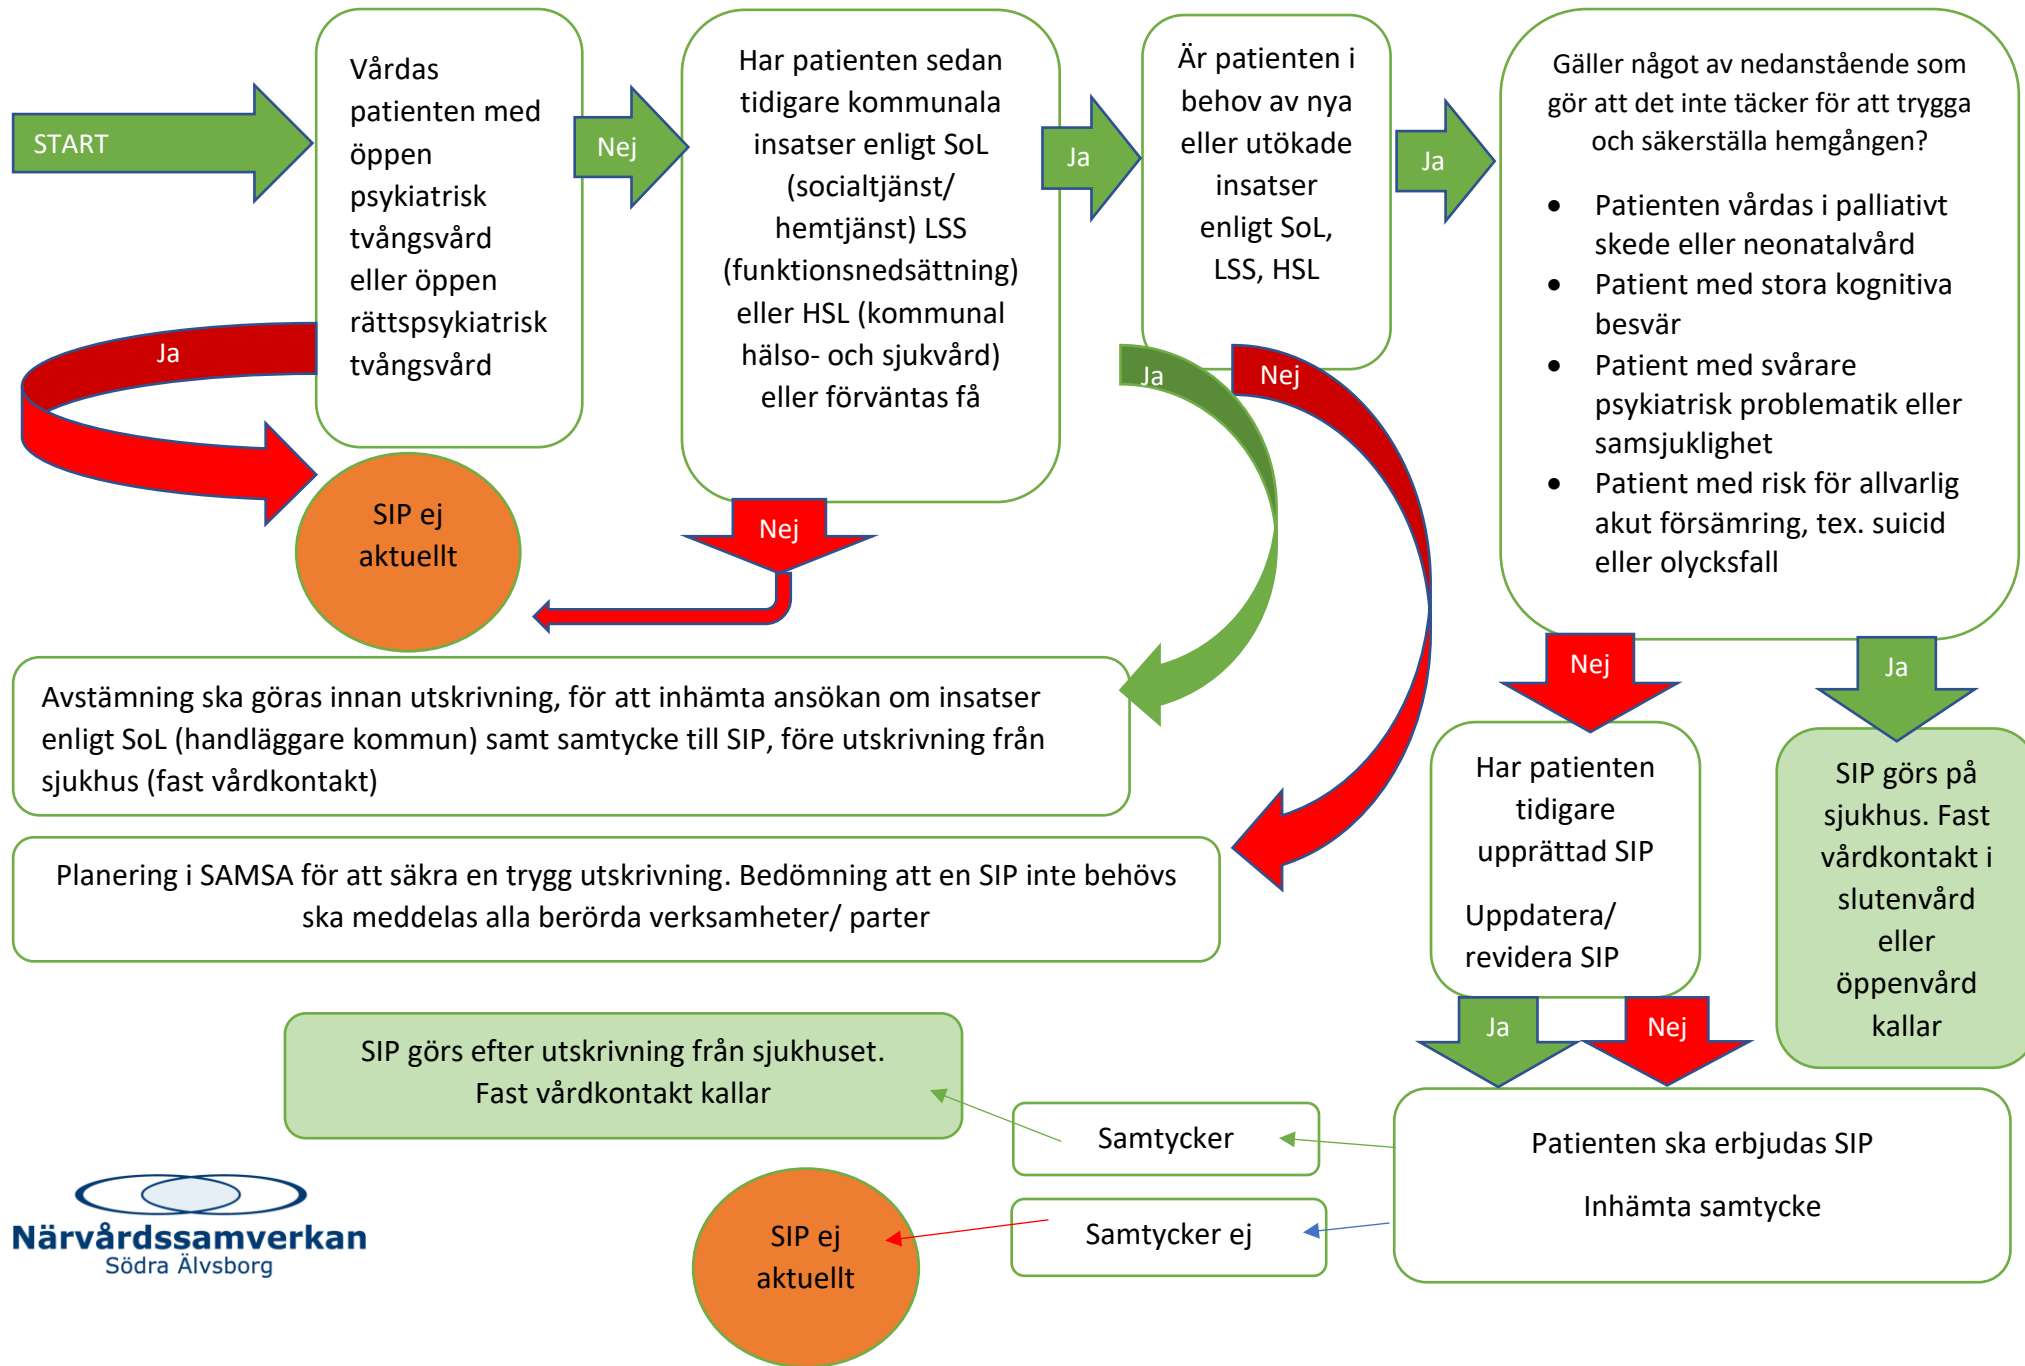 START
Vårdas
patienten med
öppen
psykiatrisk
tvångsvård
eller öppen
rättspsykiatrisk
tvångsvård
Nej
Ja
SIP ej
aktuellt
Har patienten sedan
tidigare kommunala
insatser enligt SoL
(socialtjänst/
hemtjänst) LSS
(funktionsnedsättning)
eller HSL (kommunal
hälso- och sjukvård)
eller förväntas få
Nej
Ja
Är patienten i
behov av nya
eller utökade
insatser
enligt SoL,
LSS, HSL
Ja
Nej
Ja
Gäller något av nedanstående som
gör att det inte täcker för att trygga
och säkerställa hemgången?
• Patienten vårdas i palliativt
skede eller neonatalvård
• Patient med stora kognitiva
besvär
• Patient med svårare
psykiatrisk problematik eller
samsjuklighet
• Patient med risk för allvarlig
akut försämring, tex. suicid
eller olycksfall
Nej
Ja
Avstämning ska göras innan utskrivning, för att inhämta ansökan om insatser
enligt SoL (handläggare kommun) samt samtycke till SIP, före utskrivning från
sjukhus (fast vårdkontakt)
Planering i SAMSA för att säkra en trygg utskrivning. Bedömning att en SIP inte behövs
ska meddelas alla berörda verksamheter/ parter
Har patienten
tidigare
upprättad SIP
Uppdatera/
revidera SIP
SIP görs på
sjukhus. Fast
vårdkontakt i
slutenvård
eller
öppenvård
kallar
Ja
Nej
Patienten ska erbjudas SIP
Inhämta samtycke
Samtycker
Samtycker ej
SIP görs efter utskrivning från sjukhuset.
Fast vårdkontakt kallar
SIP ej
aktuellt
Närvårdssamverkan
Södra Älvsborg